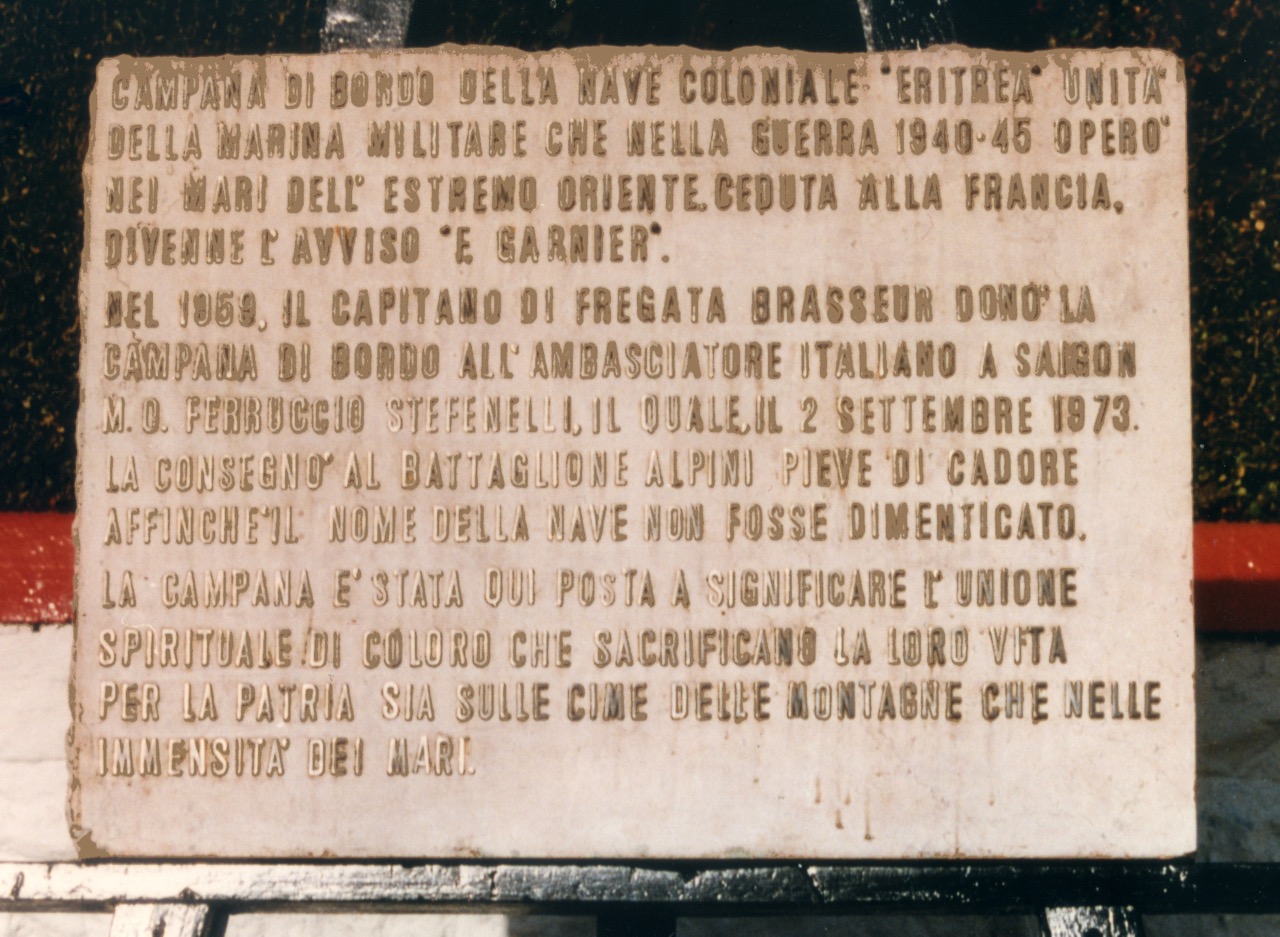 CAMPANA DI BORDO DELLA NAVE COLONIALE "ERITREA" UNITA'
DELLA MARINA MILITARE CHE NELLA GUERRA 1940-45 OPERO'
NEI MARI DELL' ESTREMO ORIENTE. CEDUTA ALLA FRANCIA,
DIVENNE L'AVVISO "E GARNIER".
NEL 1959, IL CAPITANO DI FREGATA BRASSEUR DONO' LA
CAMPANA DI BORDO ALL'AMBASCIATORE ITALIANO A SAIGON
M.O. FERRUCCIO STEFENELLI, IL QUALE, IL 2 SETTEMBRE 1973.
LA CONSEGNO' AL BATTAGLIONE ALPINI PIEVE DI CADORE
AFFINCHE' IL NOME DELLA NAVE NON FOSSE DIMENTICATO.
LA CAMPANA E' STATA QUI POSTA A SIGNIFICARE L'UNIONE
SPIRITUALE DI COLORO CHE SACRIFICANO LA LORO VITA
PER LA PATRIA SIA SULLE CIME DELLE MONTAGNE CHE NELLE
IMMENSITA' DEI MARI.